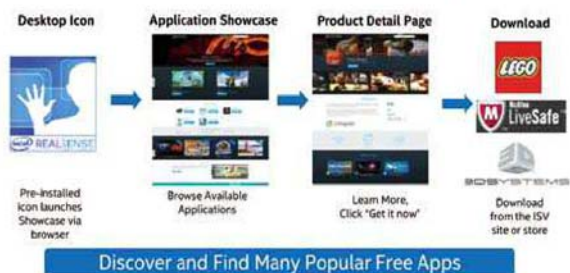 Desktop Icon
Application Showcase
Product Detail Page
Download
intel REALSENSE
LEGO
McAfee
LiveSafe
3DSYSTEMS
Pre-installed
icon launches
Showcase via
browser
Browse Available
Applications
Learn More,
Click "Get it now"
Download
from the ISV
site or store
Discover and Find Many Popular Free Apps